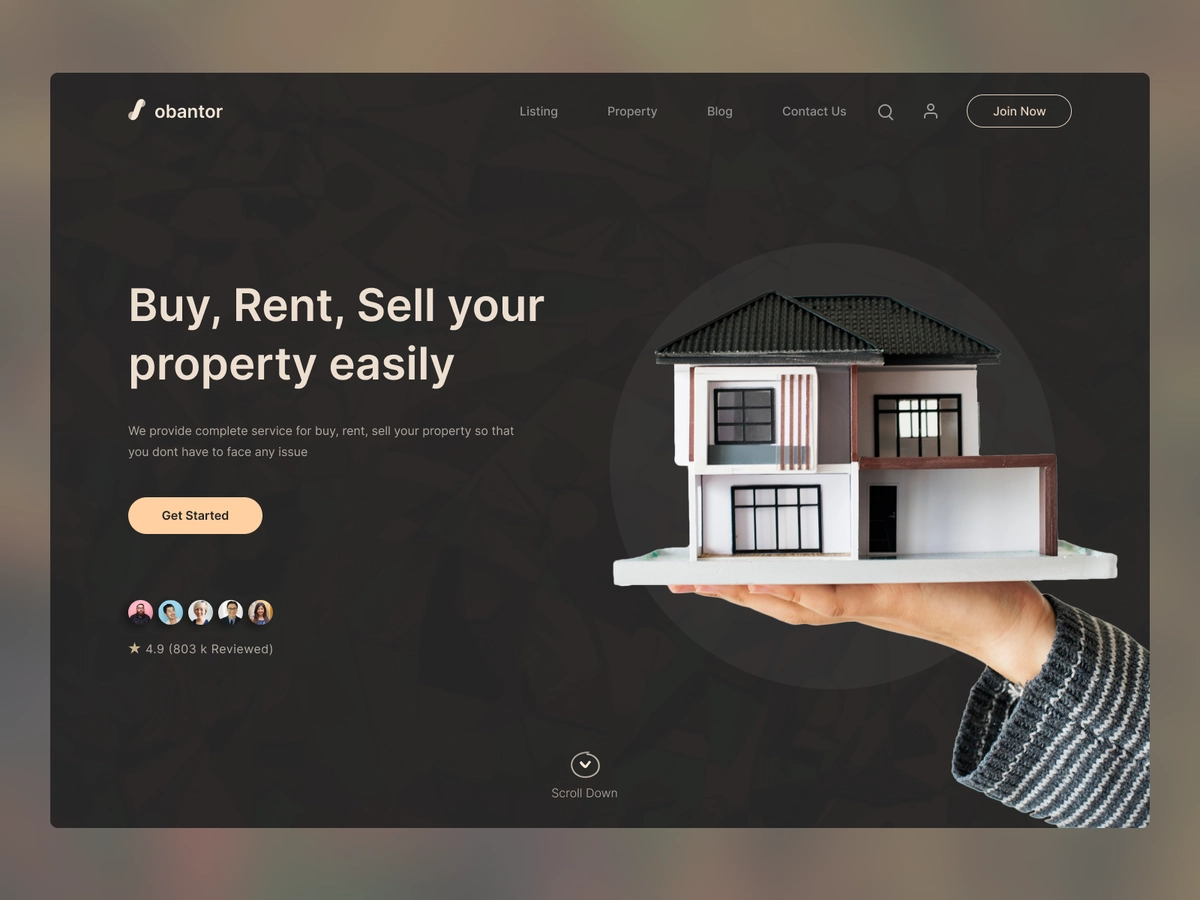 obantor
Listing
Property
Blog
Contact Us
Join Now
Buy, Rent, Sell your
property easily
We provide complete service for buy, rent, sell your property so that
you dont have to face any issue
Get Started
★ 4.9 (803 k Reviewed)
Scroll Down